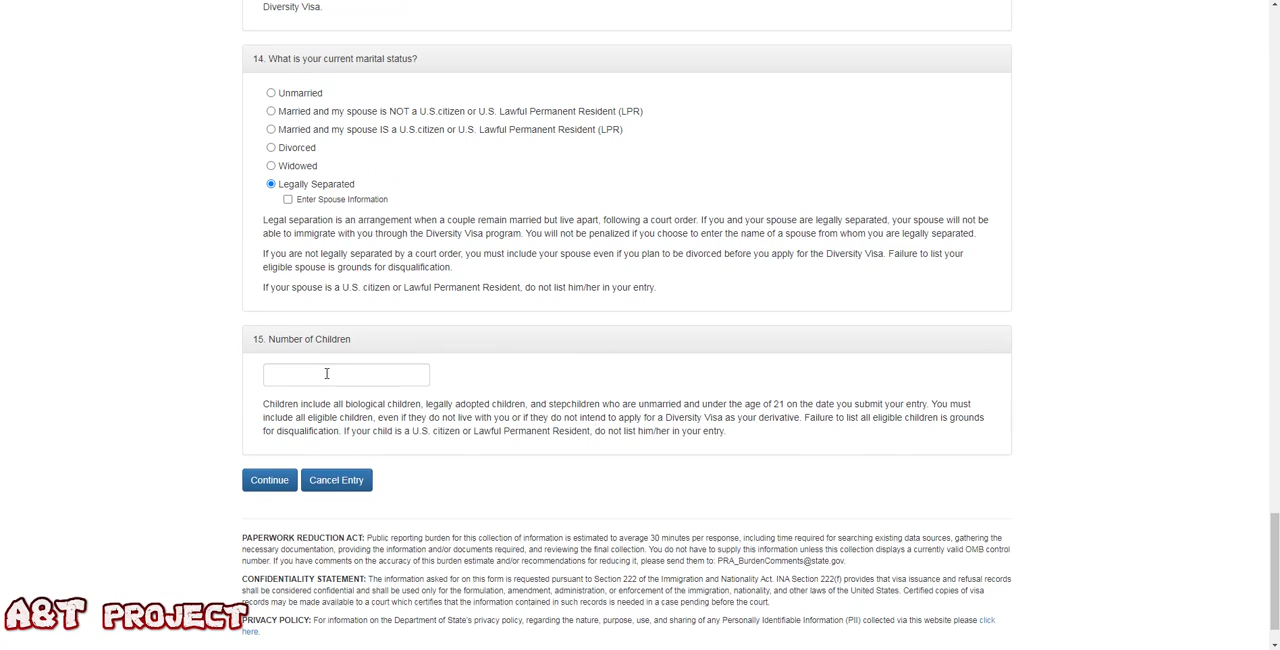 Diversity Visa.
14. What is your current marital status?
Unmarried
Married and my spouse is NOT a U.S.citizen or U.S. Lawful Permanent Resident (LPR)
Married and my spouse IS a U.S.citizen or U.S. Lawful Permanent Resident (LPR)
Divorced
Widowed
Legally Separated
Enter Spouse Information
Legal separation is an arrangement when a couple remain married but live apart, following a court order. If you and your spouse are legally separated, your spouse will not be
able to immigrate with you through the Diversity Visa program. You will not be penalized if you choose to enter the name of a spouse from whom you are legally separated.
If you are not legally separated by a court order, you must include your spouse even if you plan to be divorced before you apply for the Diversity Visa. Failure to list your
eligible spouse is grounds for disqualification.
If your spouse is a U.S. citizen or Lawful Permanent Resident, do not list him/her in your entry.
15. Number of Children
Children include all biological children, legally adopted children, and stepchildren who are unmarried and under the age of 21 on the date you submit your entry. You must
include all eligible children, even if they do not live with you or if they do not intend to apply for a Diversity Visa as your derivative. Failure to list all eligible children is grounds
for disqualification. If your child is a U.S. citizen or Lawful Permanent Resident, do not list him/her in your entry.
Continue Cancel Entry
PAPERWORK REDUCTION ACT: Public reporting burden for this collection of information is estimated to average 30 minutes per response, including time required for searching existing data sources, gathering the
necessary documentation, providing the information and/or documents required, and reviewing the final collection. You do not have to supply this information unless this collection displays a currently valid OMB control
number. If you have comments on the accuracy of this burden estimate and/or recommendations for reducing it, please send them to: PRA_BurdenComments@state.gov.
CONFIDENTIALITY STATEMENT: The information asked for on this form is requested pursuant to Section 222 of the Immigration and Nationality Act. INA Section 222(f) provides that visa issuance and refusal records
shall be considered confidential and shall be used only for the formulation, amendment, administration, or enforcement of the immigration, nationality, and other laws of the United States. Certified copies of visa
records may be made available to a court which certifies that the information contained in such records is needed in a case pending before the court.
PRIVACY POLICY: For information on the Department of State's privacy policy, regarding the nature, purpose, use, and sharing of any Personally Identifiable Information (PII) collected via this website please click
here.
A&T PROJECT